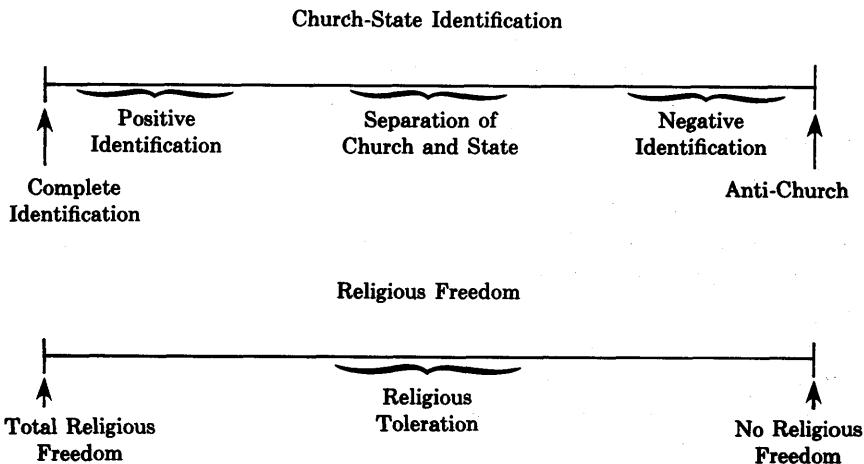 Church-State Identification
Positive
Identification
Separation of
Church and State
Negative
Identification
Complete
Identification
Anti-Church
Religious Freedom
Religious
Toleration
Total Religious
Freedom
No Religious
Freedom